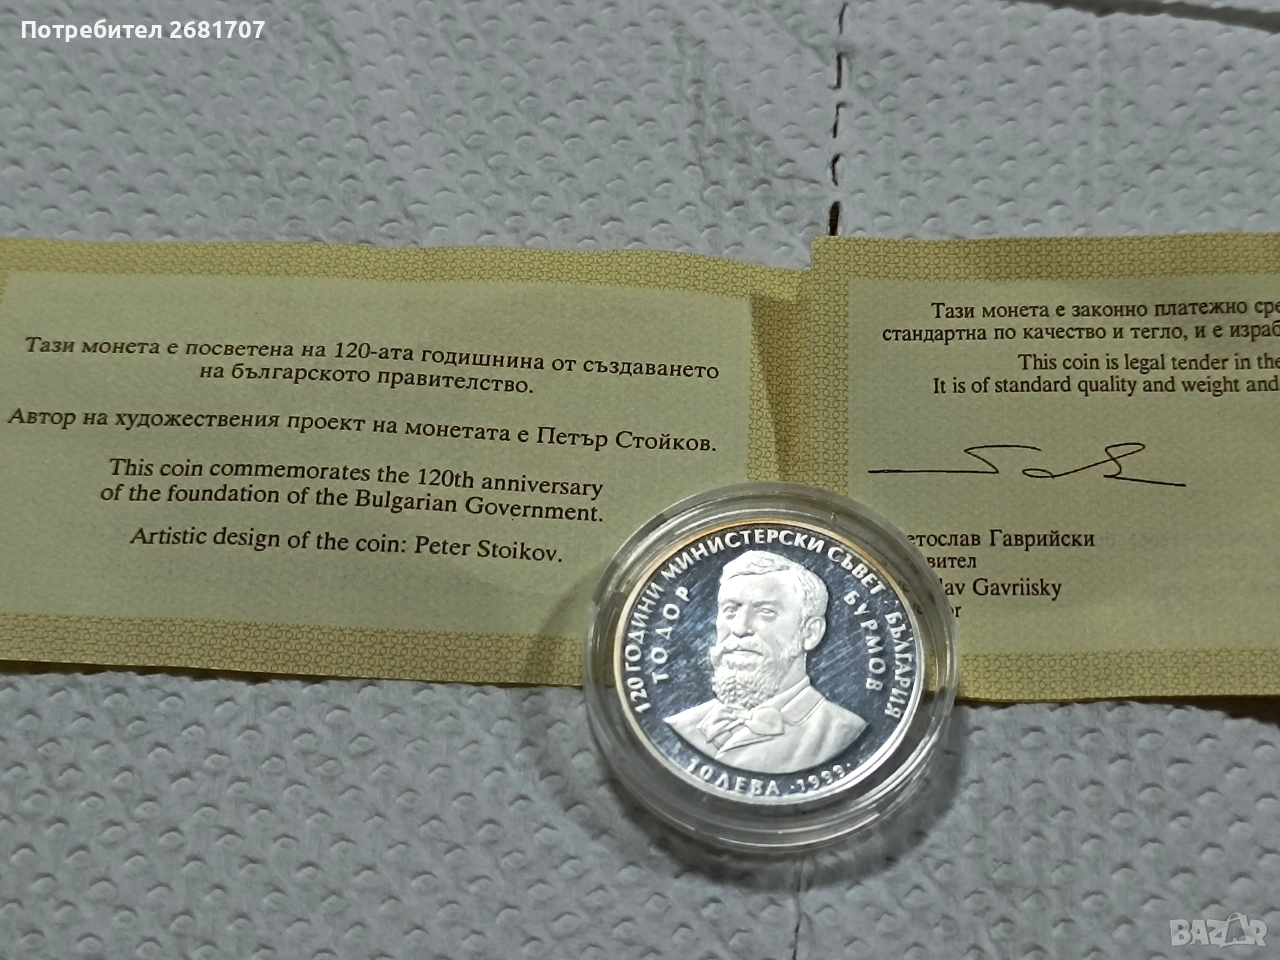 Потребител 2681707
Тази монета е посветена на 120-ата годишнина от създаването
на българското правителство.
Автор на художествения проект на монетата е Петър Стойков.
This coin commemorates the 120th anniversary
of the foundation of the Bulgarian Government.
Artistic design of the coin: Peter Stoikov.
Тази монета е законно платежно сре
стандартна по качество и тегло, и е израб
This coin is legal tender in the
It is of standard quality and weight and
етослав Гаврийски
вител
lav Gavriisky
or
120 ГОДИНИ МИНИСТЕРСКИ СЪВЕТ · БЪЛГАРИЯ
ТОДОР
БУРМОВ
10 ЛЕВА · 1999 ·
BAZAR